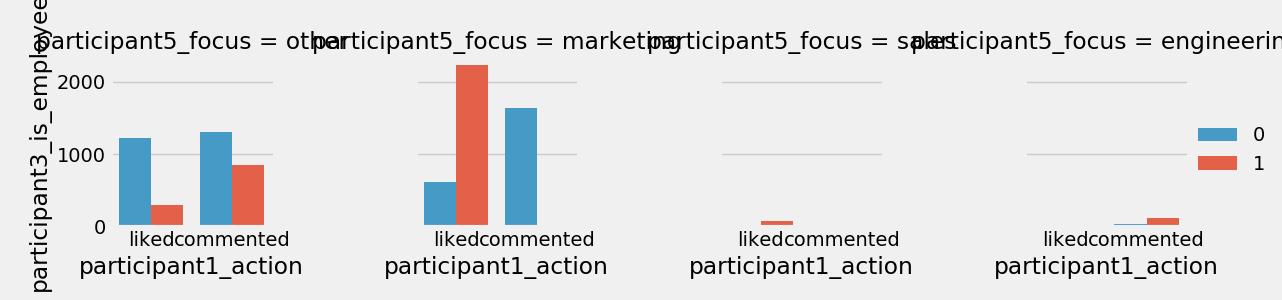 participant5_focus = other
participant5_focus = marketing
participant5_focus = sales
participant5_focus = engineerin
participant3_is_employee
2000
1000
0
liked commented
liked commented
liked commented
liked commented
participant1_action
participant1_action
participant1_action
participant1_action
0
1